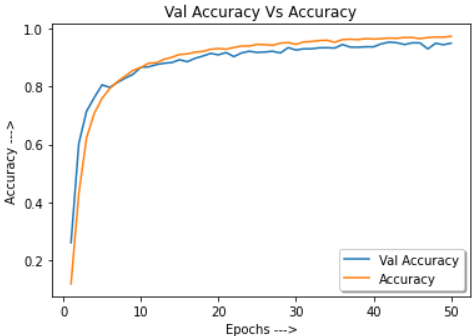 Val Accuracy Vs Accuracy
1.0
0.8
0.6
0.4
0.2
Accuracy --->
Val Accuracy
Accuracy
0 10 20 30 40 50
Epochs --->